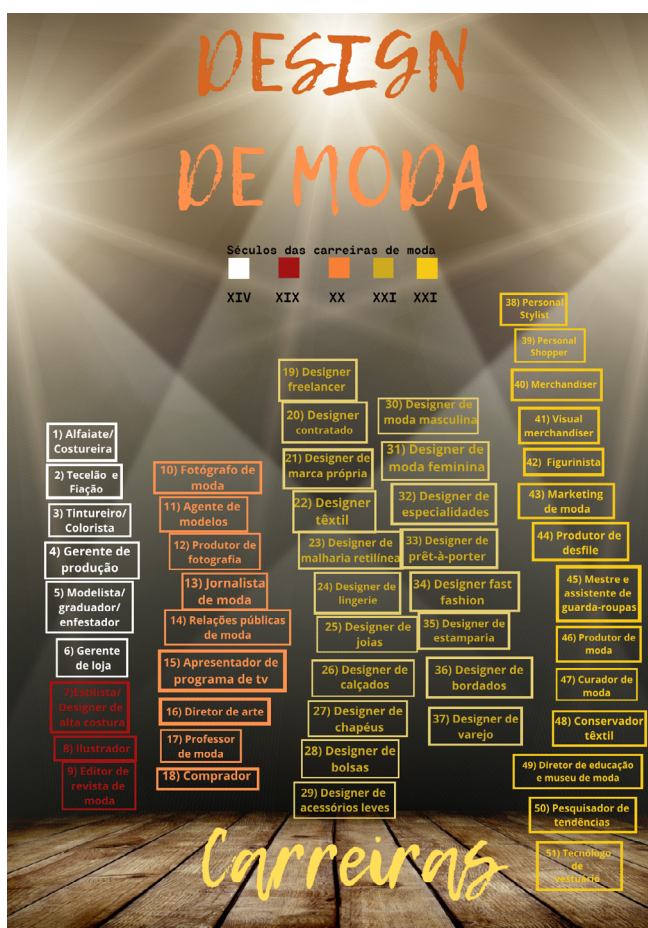 DESIGN
DE MODA
Séculos das carreiras de moda
XIV XIX XX XXI XXI
1) Alfaiate/
Costureira
2) Tecelão e
Fiação
3) Tintureiro/
Colorista
4) Gerente de
produção
5) Modelista/
graduador/
enfestador
6) Gerente
de loja
7)Estilista/
Designer de
alta costura
8) Ilustrador
9) Editor de
revista de
moda
10) Fotógrafo de
moda
11) Agente de
modelos
12) Produtor de
fotografia
13) Jornalista
de moda
14) Relações públicas
de moda
15) Apresentador de
programa de tv
16) Diretor de arte
17) Professor
de moda
18) Comprador
19) Designer
freelancer
20) Designer
contratado
21) Designer de
marca própria
22) Designer
têxtil
23) Designer de
malharia retilínea
24) Designer de
lingerie
25) Designer de
joias
26) Designer de
calçados
27) Designer de
chapéus
28) Designer de
bolsas
29) Designer de
acessórios leves
30) Designer de
moda masculina
31) Designer de
moda feminina
32) Designer de
especialidades
33) Designer de
prêt-à-porter
34) Designer fast
fashion
35) Designer de
estamparia
36) Designer de
bordados
37) Designer de
varejo
38) Personal
Stylist
39) Personal
Shopper
40) Merchandiser
41) Visual
merchandiser
42) Figurinista
43) Marketing
de moda
44) Produtor de
desfile
45) Mestre e
assistente de
guarda-roupas
46) Produtor de
moda
47) Curador de
moda
48) Conservador
têxtil
49) Diretor de educação
e museu de moda
50) Pesquisador de
tendências
51) Tecnólogo
de
vestuário
Carreiras